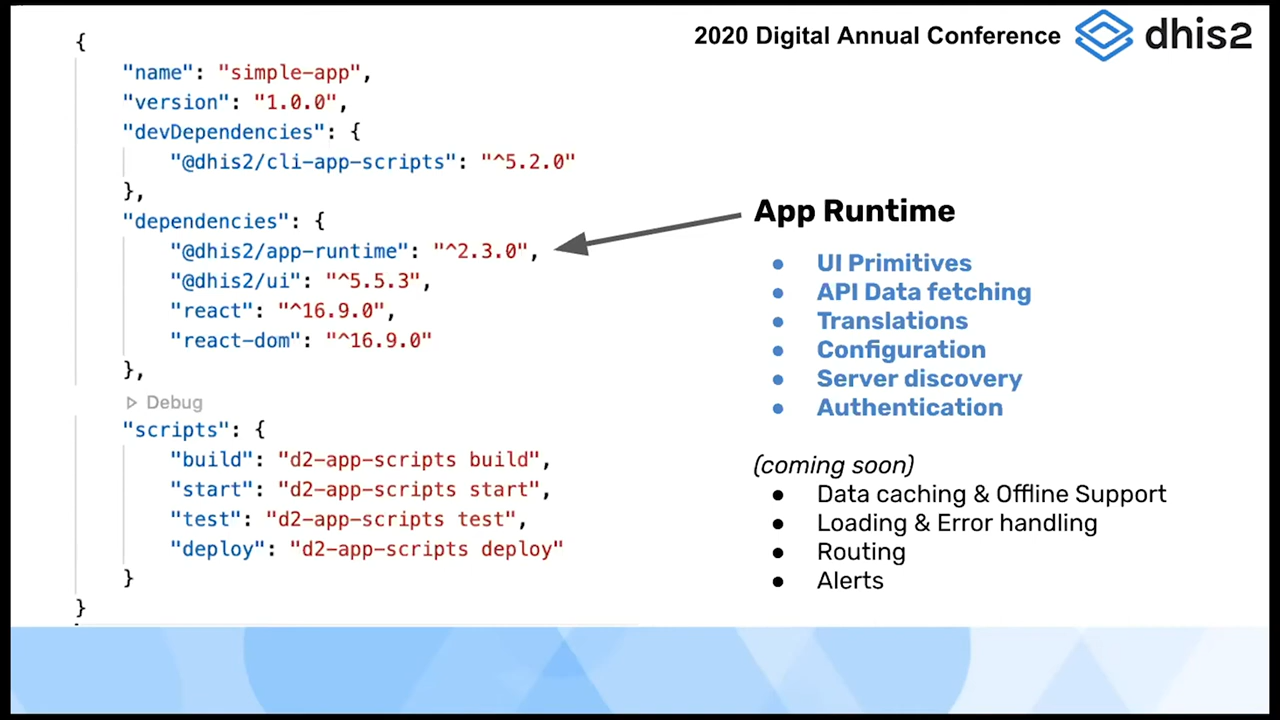 2020 Digital Annual Conference dhis2
{
"name": "simple-app",
"version": "1.0.0",
"devDependencies": {
"@dhis2/cli-app-scripts": "^5.2.0"
},
"dependencies": {
"@dhis2/app-runtime": "^2.3.0",
"@dhis2/ui": "^5.5.3",
"react": "^16.9.0",
"react-dom": "^16.9.0"
},
Debug
"scripts": {
"build": "d2-app-scripts build",
"start": "d2-app-scripts start",
"test": "d2-app-scripts test",
"deploy": "d2-app-scripts deploy"
}
}
App Runtime
● UI Primitives
● API Data fetching
● Translations
● Configuration
● Server discovery
● Authentication
(coming soon)
● Data caching & Offline Support
● Loading & Error handling
● Routing
● Alerts